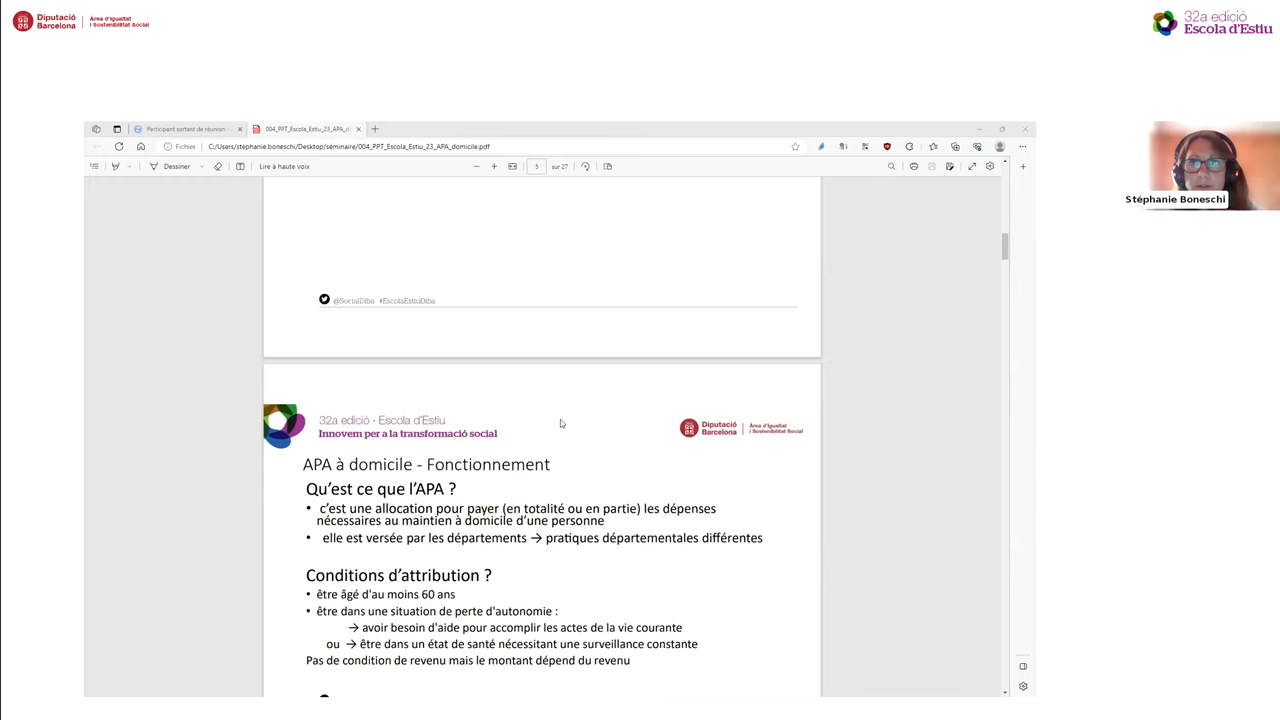 Diputació
Barcelona
Àrea d'Igualtat
i Sostenibilitat Social
32a edició
Escola d'Estiu
Participant sortant de réunion -
004_PPT_Escola_Estiu_23_APA_do
Fichier
C:/Users/stephanie.boneschi/Desktop/séminaire/004_PPT_Escola_Estiu_23_APA_domicile.pdf
Dessiner
Lire à haute voix
5
sur 27
Stéphanie Boneschi
@SocialDiba #EscolaEstiuDiba
32a edició · Escola d'Estiu
Innovem per a la transformació social
Diputació
Barcelona
Àrea d'Igualtat
i Sostenibilitat Social
APA à domicile - Fonctionnement
Qu'est ce que l'APA ?
• c'est une allocation pour payer (en totalité ou en partie) les dépenses
nécessaires au maintien à domicile d'une personne
• elle est versée par les départements → pratiques départementales différentes
Conditions d'attribution ?
• être âgé d'au moins 60 ans
• être dans une situation de perte d'autonomie :
→ avoir besoin d'aide pour accomplir les actes de la vie courante
ou → être dans un état de santé nécessitant une surveillance constante
Pas de condition de revenu mais le montant dépend du revenu